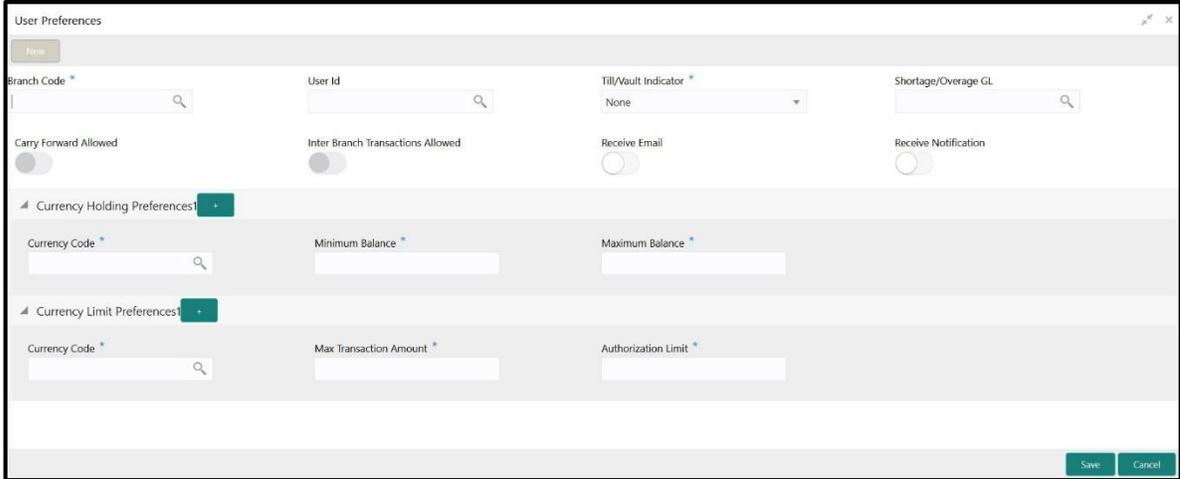 User Preferences
New
Branch Code * User Id Till/Vault Indicator * Shortage/Overage GL
None
Carry Forward Allowed Inter Branch Transactions Allowed Receive Email Receive Notification
Currency Holding Preferences1 +
Currency Code * Minimum Balance * Maximum Balance *
Currency Limit Preferences1 +
Currency Code * Max Transaction Amount * Authorization Limit *
Save Cancel